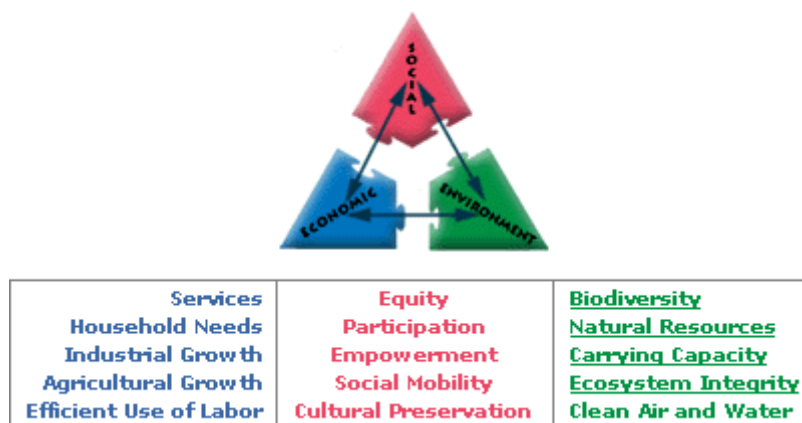 SOCIAL
ECONOMIC
ENVIRONMENT
Services
Household Needs
Industrial Growth
Agricultural Growth
Efficient Use of Labor
Equity
Participation
Empowerment
Social Mobility
Cultural Preservation
Biodiversity
Natural Resources
Carrying Capacity
Ecosystem Integrity
Clean Air and Water